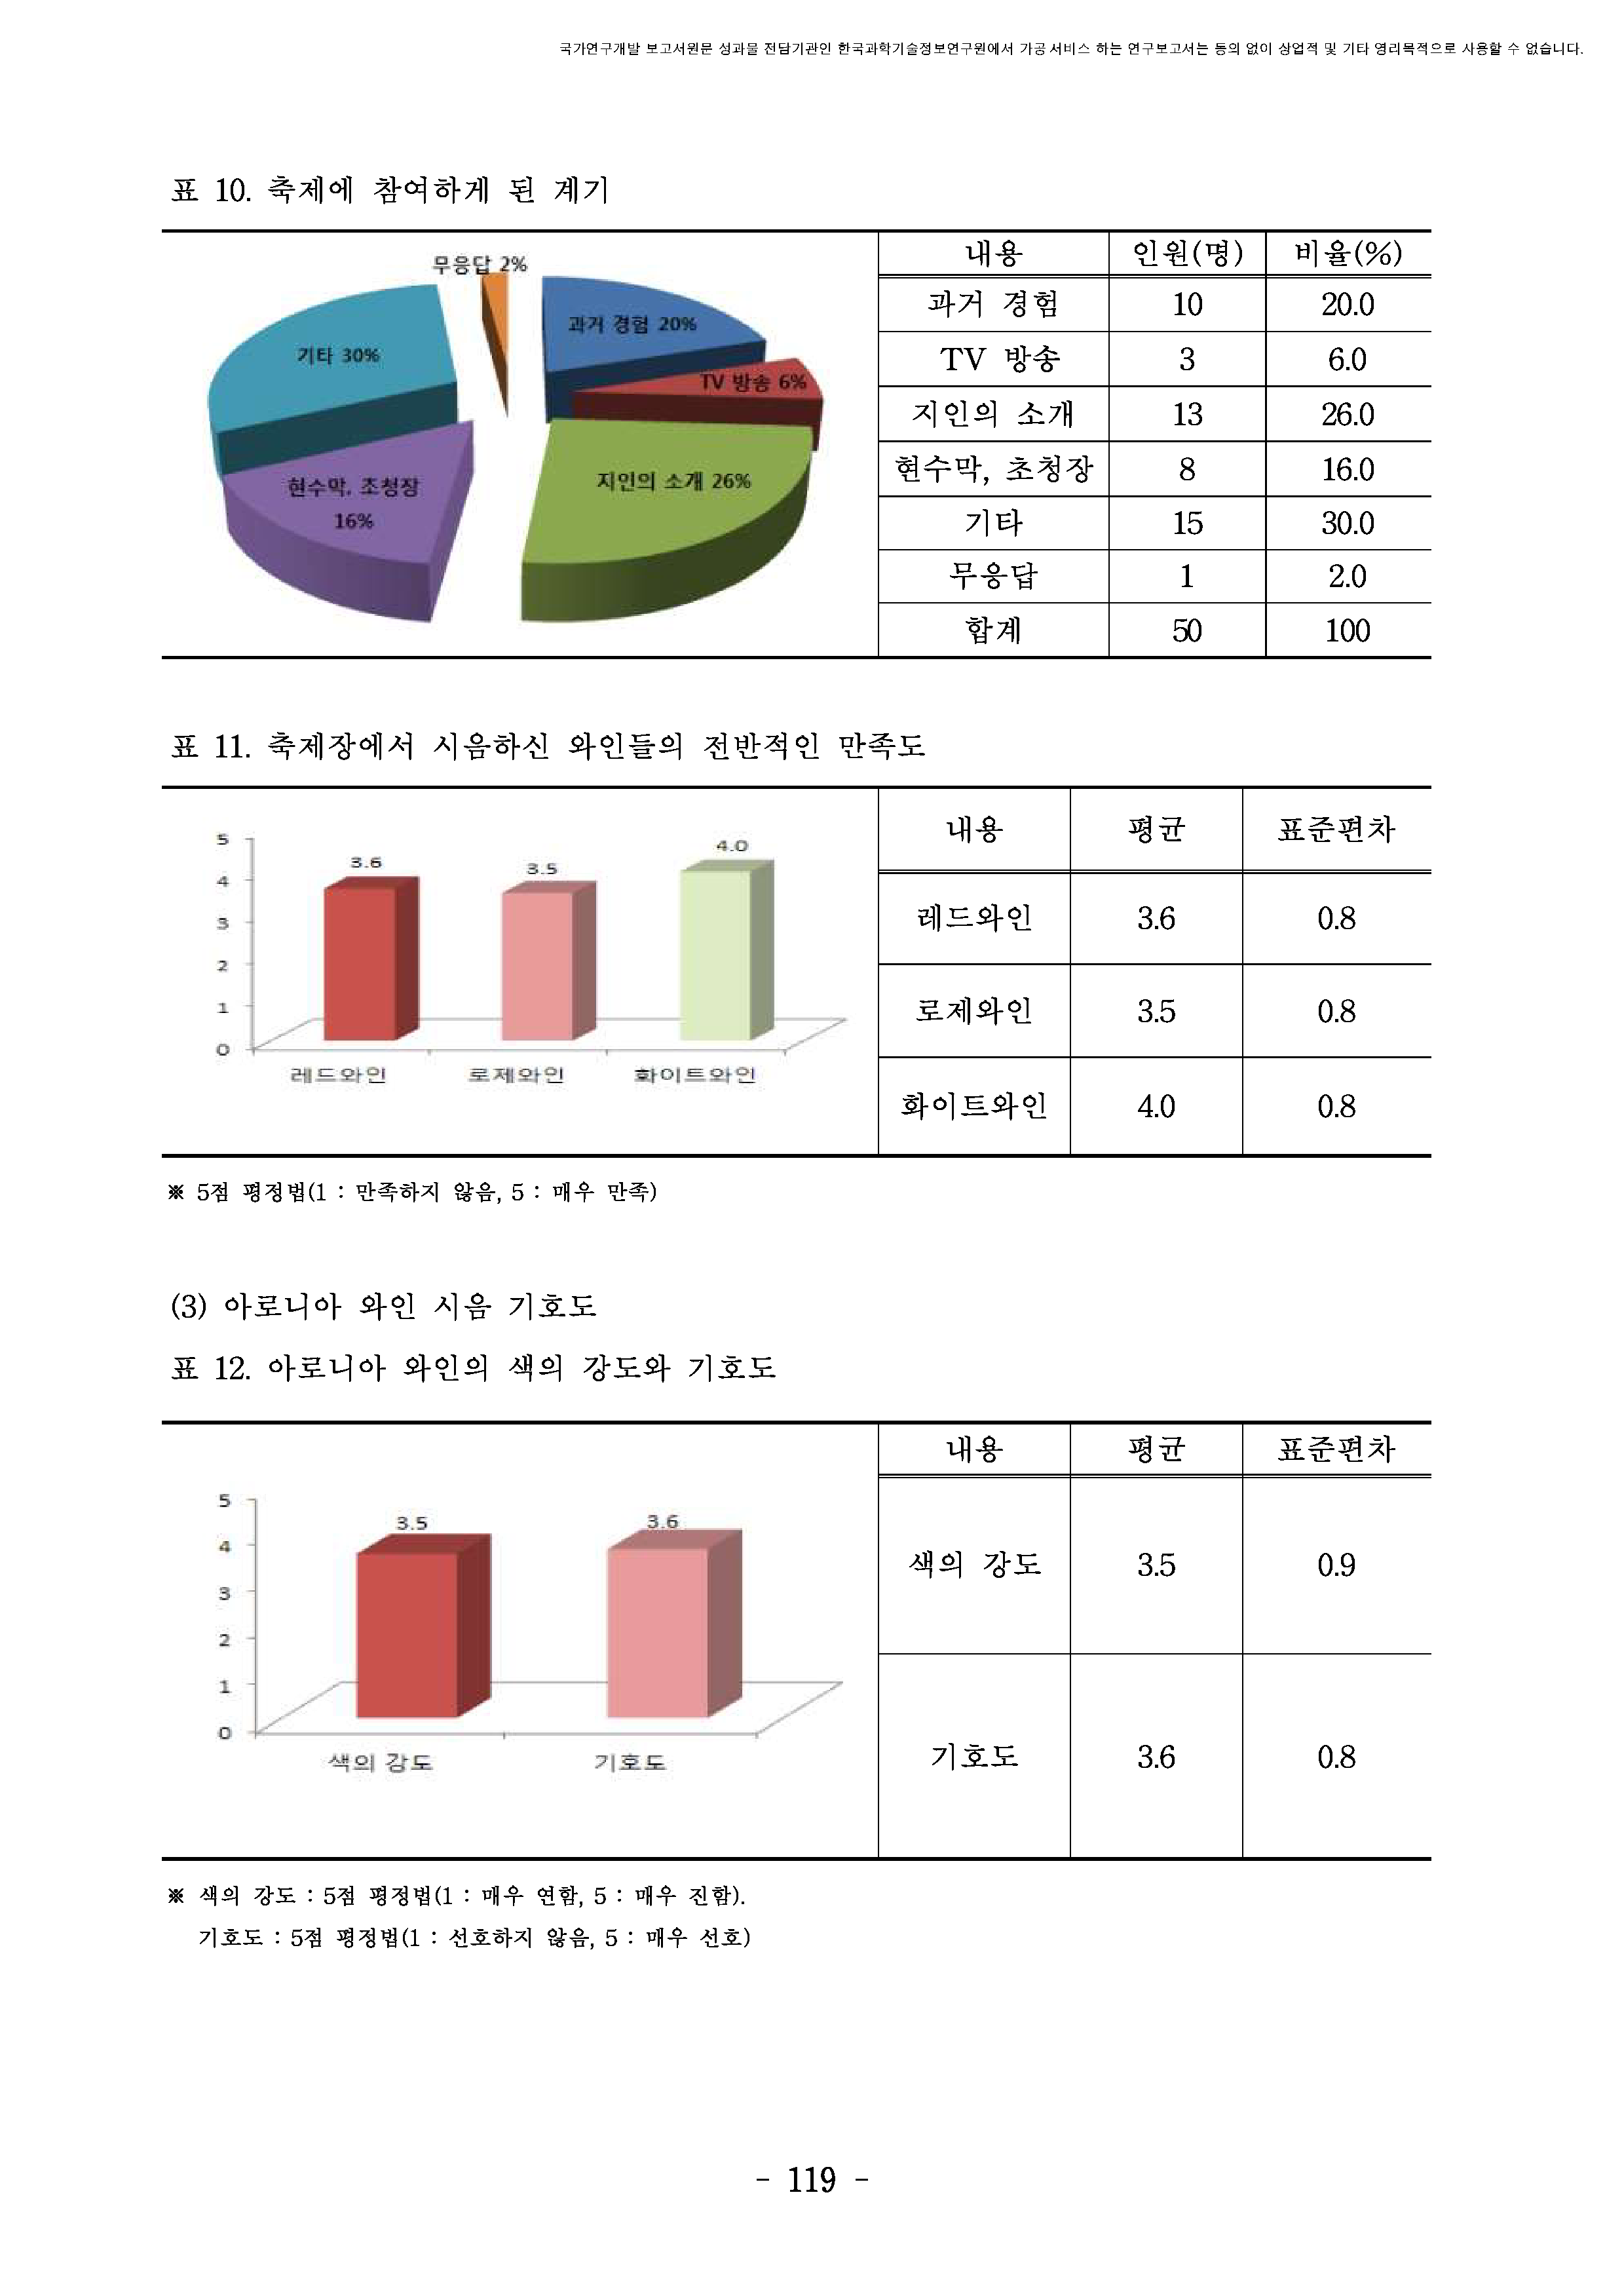 국가연구개발 보고서원문 성과물 전담기관인 한국과학기술정보연구원에서 가공·서비스 하는 연구보고서는 동의 없이 상업적 및 기타 영리목적으로 사용할 수 없습니다.
표 10. 축제에 참여하게 된 계기
무응답 2%
과거 경험 20%
기타 30%
TV 방송 6%
지인의 소개 26%
현수막, 초청장
16%
내용 인원(명) 비율(%)
과거 경험 10 20.0
TV 방송 3 6.0
지인의 소개 13 26.0
현수막, 초청장 8 16.0
기타 15 30.0
무응답 1 2.0
합계 50 100
표 11. 축제장에서 시음하신 와인들의 전반적인 만족도
5
4
3
2
1
0
3.6
3.5
4.0
레드와인 로제와인 화이트와인
내용 평균 표준편차
레드와인 3.6 0.8
로제와인 3.5 0.8
화이트와인 4.0 0.8
※ 5점 평정법(1 : 만족하지 않음, 5 : 매우 만족)
(3) 아로니아 와인 시음 기호도
표 12. 아로니아 와인의 색의 강도와 기호도
5
4
3
2
1
0
3.5
3.6
색의 강도 기호도
내용 평균 표준편차
색의 강도 3.5 0.9
기호도 3.6 0.8
※ 색의 강도 : 5점 평정법(1 : 매우 연함, 5 : 매우 진함).
기호도 : 5점 평정법(1 : 선호하지 않음, 5 : 매우 선호)
- 119 -